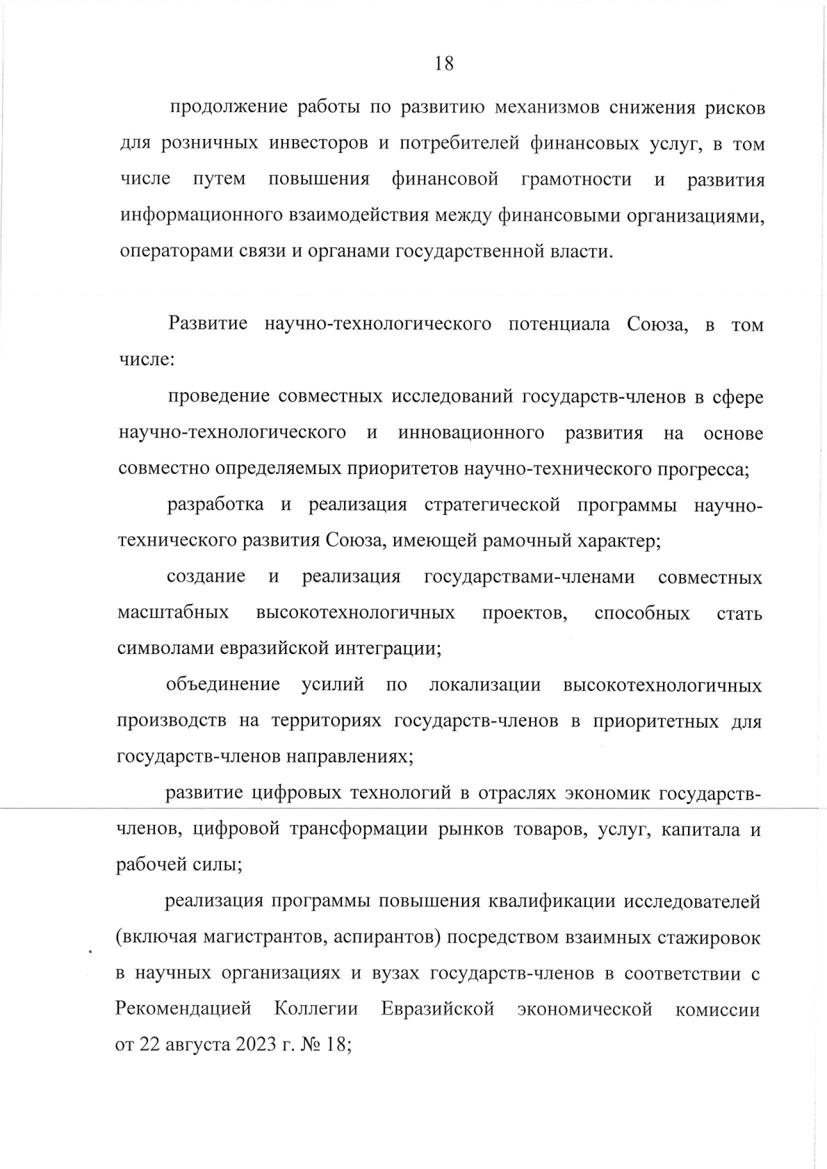 18
продолжение работы по развитию механизмов снижения рисков
для розничных инвесторов и потребителей финансовых услуг, в том
числе путем повышения финансовой грамотности и развития
информационного взаимодействия между финансовыми организациями,
операторами связи и органами государственной власти.
Развитие научно-технологического потенциала Союза, в том
числе:
проведение совместных исследований государств-членов в сфере
научно-технологического и инновационного развития на основе
совместно определяемых приоритетов научно-технического прогресса;
разработка и реализация стратегической программы научно-
технического развития Союза, имеющей рамочный характер;
создание и реализация государствами-членами совместных
масштабных высокотехнологичных проектов, способных стать
символами евразийской интеграции;
объединение усилий по локализации высокотехнологичных
производств на территориях государств-членов в приоритетных для
государств-членов направлениях;
развитие цифровых технологий в отраслях экономик государств-
членов, цифровой трансформации рынков товаров, услуг, капитала и
рабочей силы;
реализация программы повышения квалификации исследователей
(включая магистрантов, аспирантов) посредством взаимных стажировок
в научных организациях и вузах государств-членов в соответствии с
Рекомендацией Коллегии Евразийской экономической комиссии
от 22 августа 2023 г. № 18;